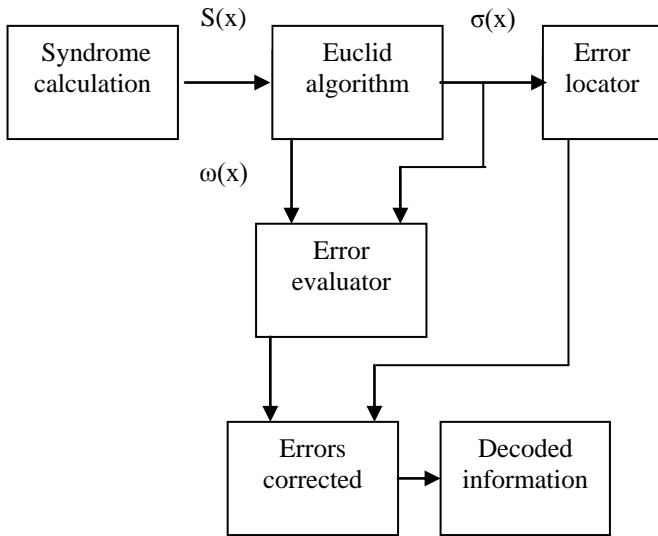 S(x)
σ(x)
Syndrome
calculation
Euclid
algorithm
Error
locator
ω(x)
Error
evaluator
Errors
corrected
Decoded
information